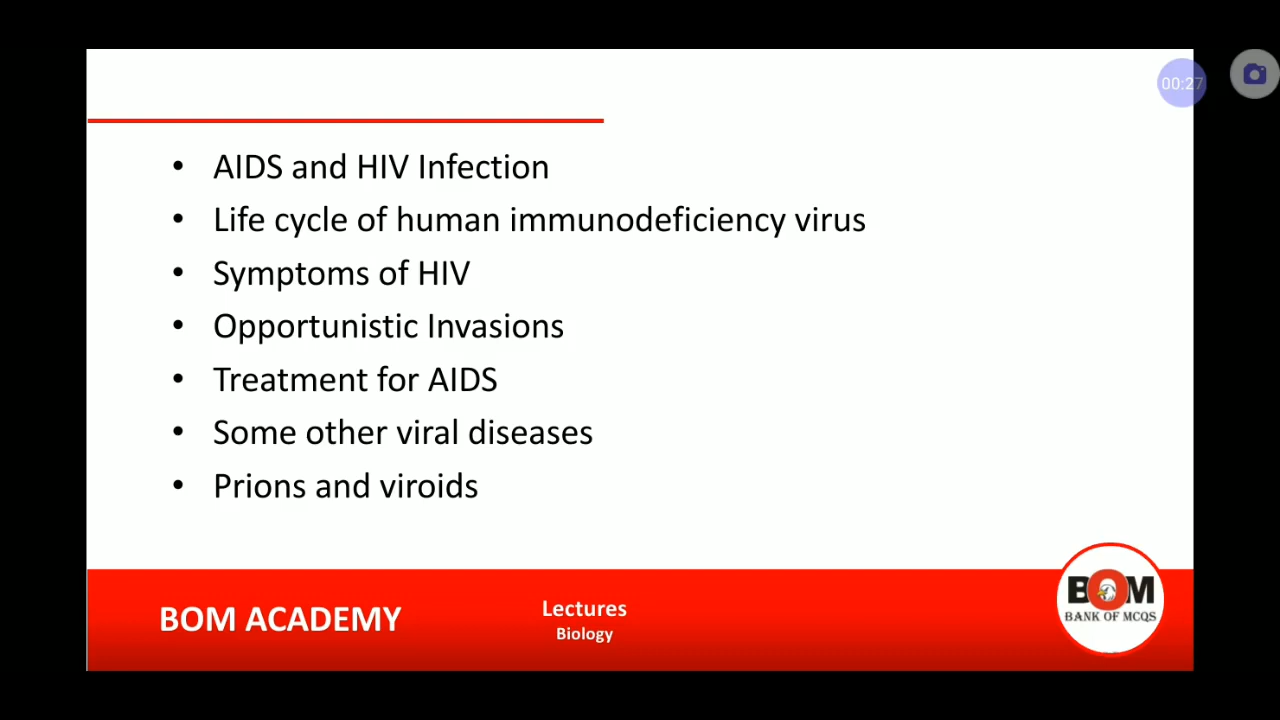 00:27
• AIDS and HIV Infection
• Life cycle of human immunodeficiency virus
• Symptoms of HIV
• Opportunistic Invasions
• Treatment for AIDS
• Some other viral diseases
• Prions and viroids
BOM ACADEMY
Lectures
Biology
BOM
BANK OF MCQS